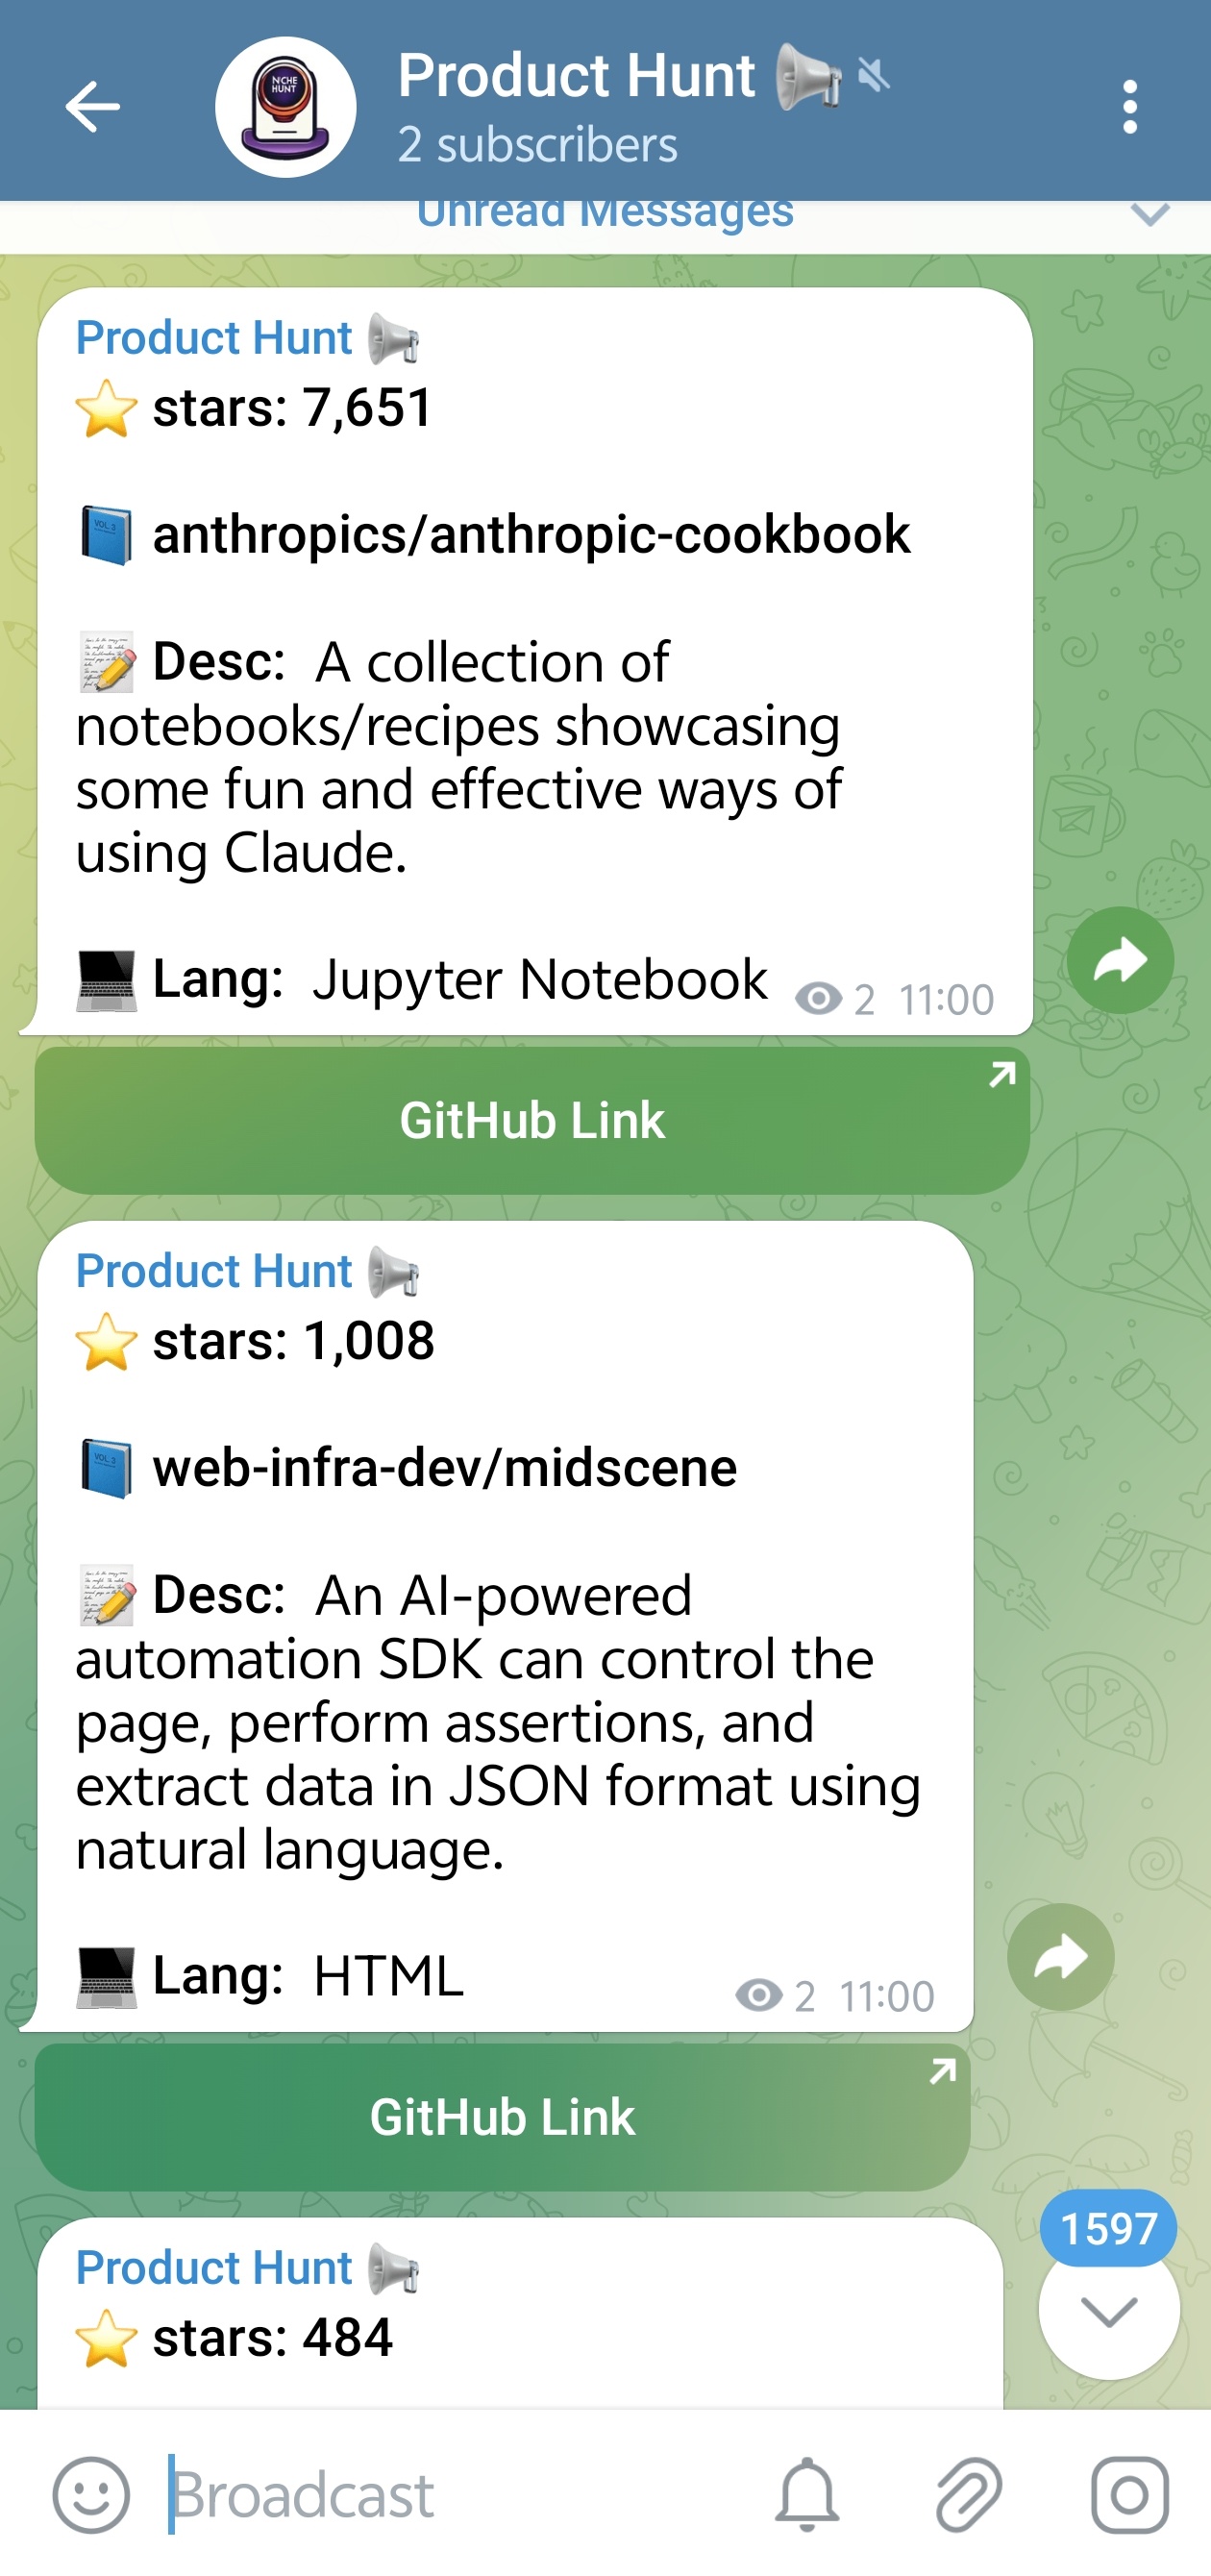 NICHE
HUNT
Product Hunt
2 subscribers
Unread Messages
Product Hunt
stars: 7,651
anthropics/anthropic-cookbook
Desc: A collection of
notebooks/recipes showcasing
some fun and effective ways of
using Claude.
Lang: Jupyter Notebook
2 11:00
GitHub Link
Product Hunt
stars: 1,008
web-infra-dev/midscene
Desc: An AI-powered
automation SDK can control the
page, perform assertions, and
extract data in JSON format using
natural language.
Lang: HTML
2 11:00
GitHub Link
1597
Product Hunt
stars: 484
Broadcast